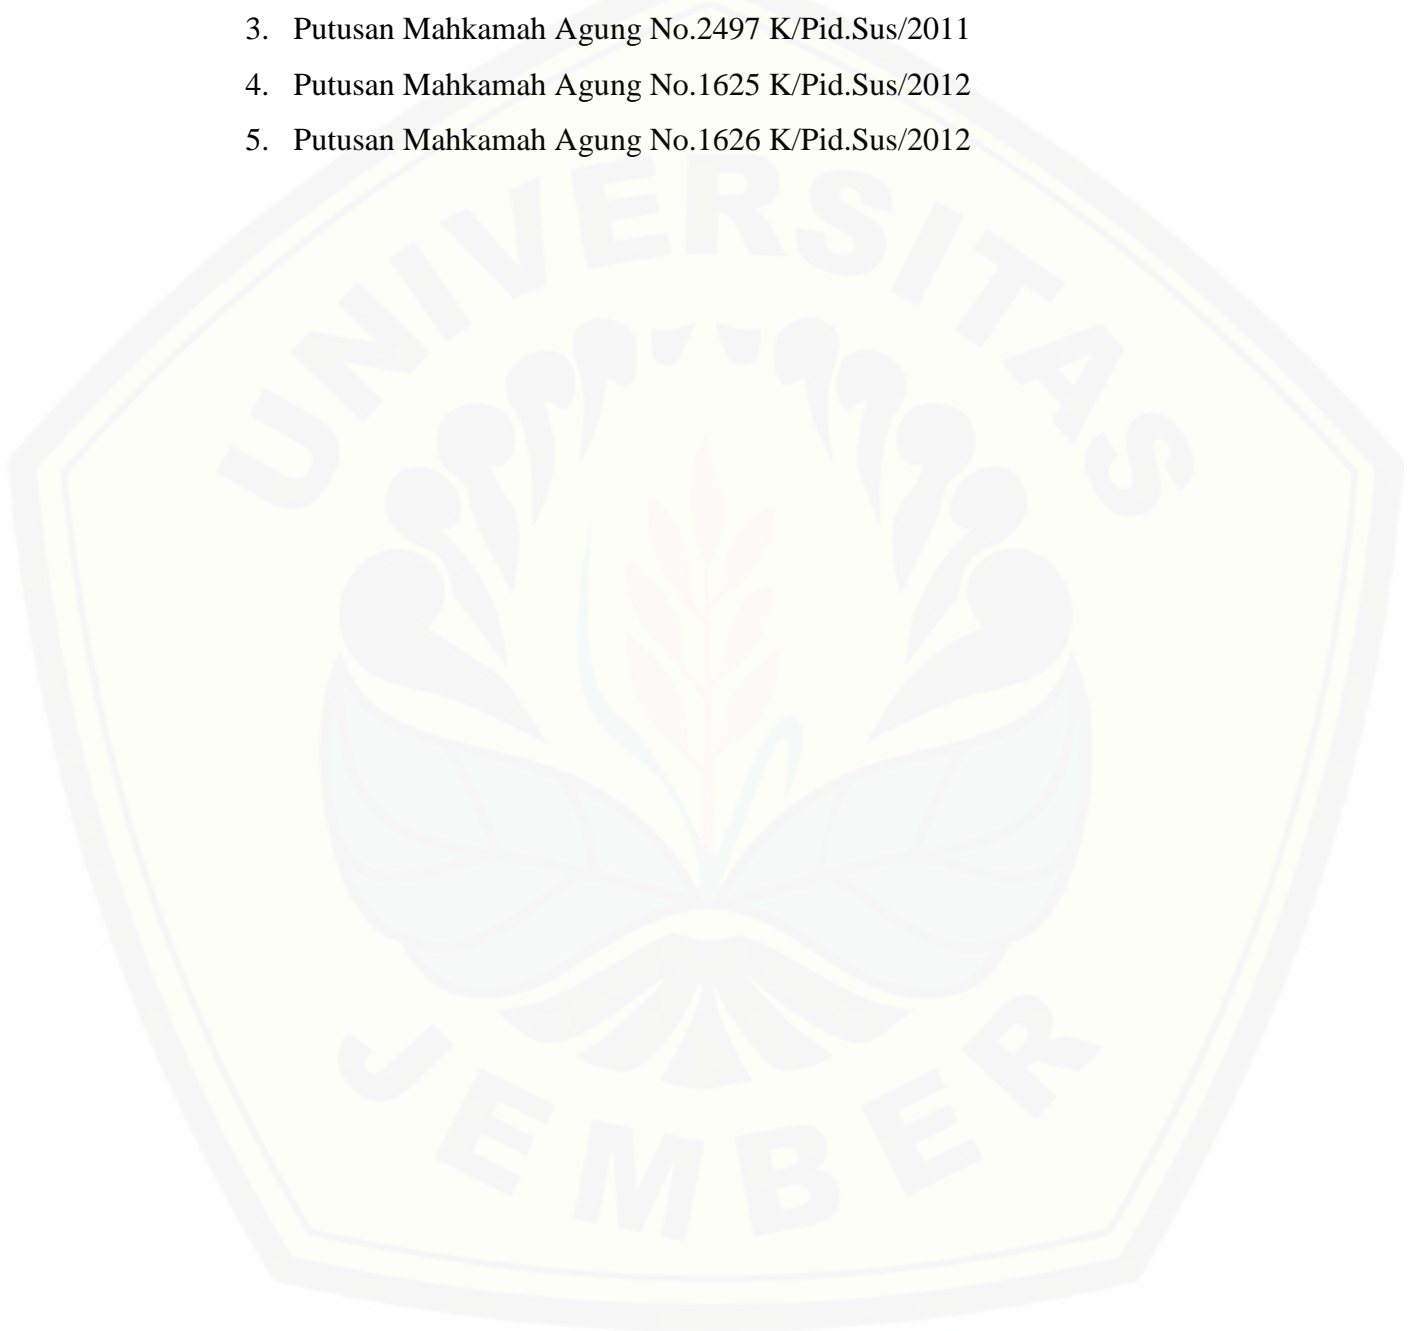 3. Putusan Mahkamah Agung No.2497 K/Pid.Sus/2011
4. Putusan Mahkamah Agung No.1625 K/Pid.Sus/2012
5. Putusan Mahkamah Agung No.1626 K/Pid.Sus/2012
UNIVERSITAS
JEMBER